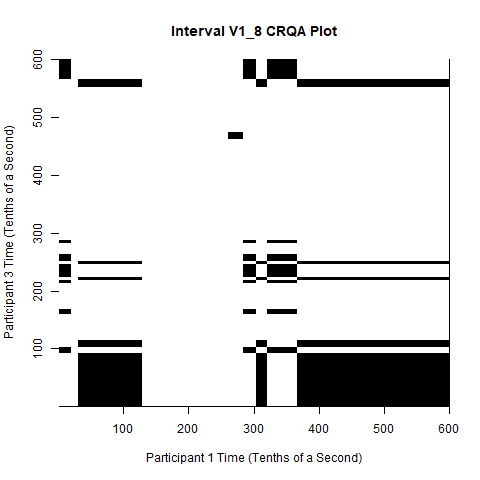 Interval V1_8 CRQA Plot
Participant 3 Time (Tenths of a Second)
600
500
400
300
200
100
100 200 300 400 500 600
Participant 1 Time (Tenths of a Second)